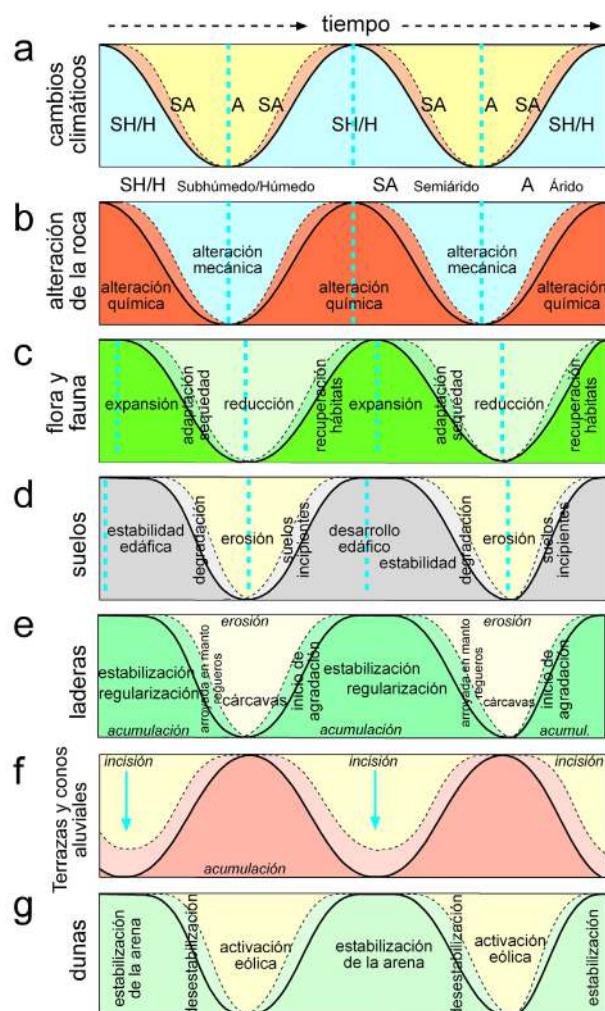 tiempo
tiempo
a
cambios
climáticos
SH/H
SA
A
SA
SH/H
SA
A
SA
SH/H
SH/H Subhúmedo/Húmedo SA Semiárido A Árido
b
alteración
de la roca
alteración
química
alteración
mecánica
alteración
química
alteración
mecánica
alteración
química
c
flora y
fauna
expansión
adaptación
sequedad
reducción
recuperación
hábitats
expansión
adaptación
sequedad
reducción
recuperación
hábitats
d
suelos
estabilidad
edáfica
degradación
erosión
suelos
incipientes
desarrollo
edáfico
estabilidad
degradación
erosión
suelos
incipientes
e
laderas
erosión
erosión
estabilización
regularización
arroyada en manto
regueros
cárcavas
inicio de
agradación
estabilización
regularización
arroyada en manto
regueros
cárcavas
inicio de
agradación
acumulación
acumulación
acumul.
f
Terrazas y conos
aluviales
incisión
incisión
incisión
acumulación
g
dunas
estabilización
de la arena
desestabilización
activación
eólica
estabilización
de la arena
desestabilización
activación
eólica
estabilización